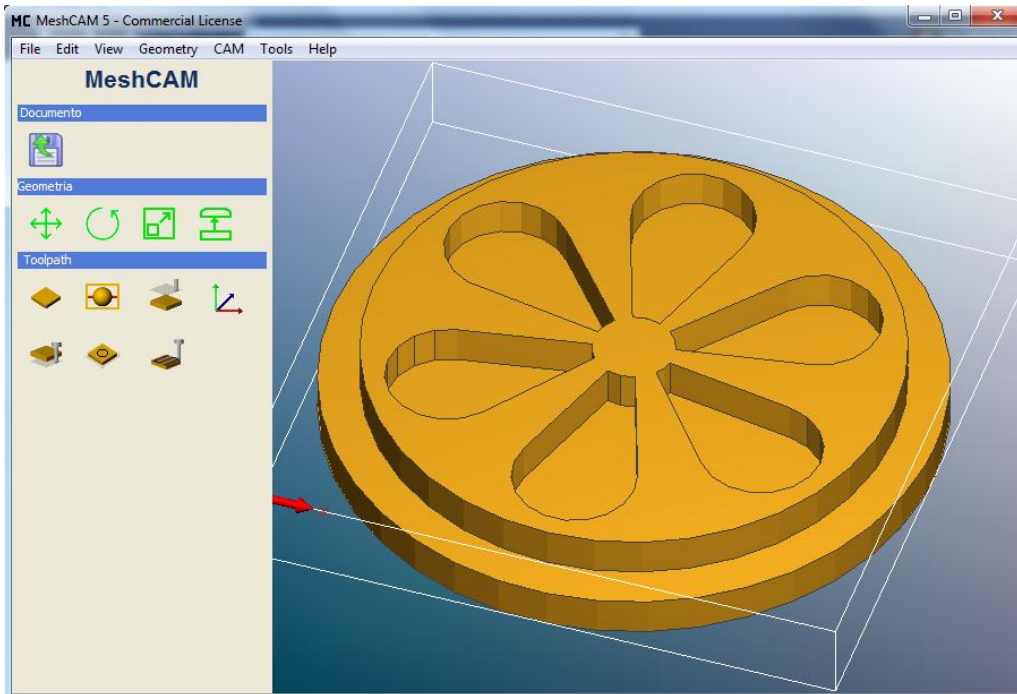 MC MeshCAM 5 - Commercial License
File Edit View Geometry CAM Tools Help
MeshCAM
Documento
Geometria
Toolpath